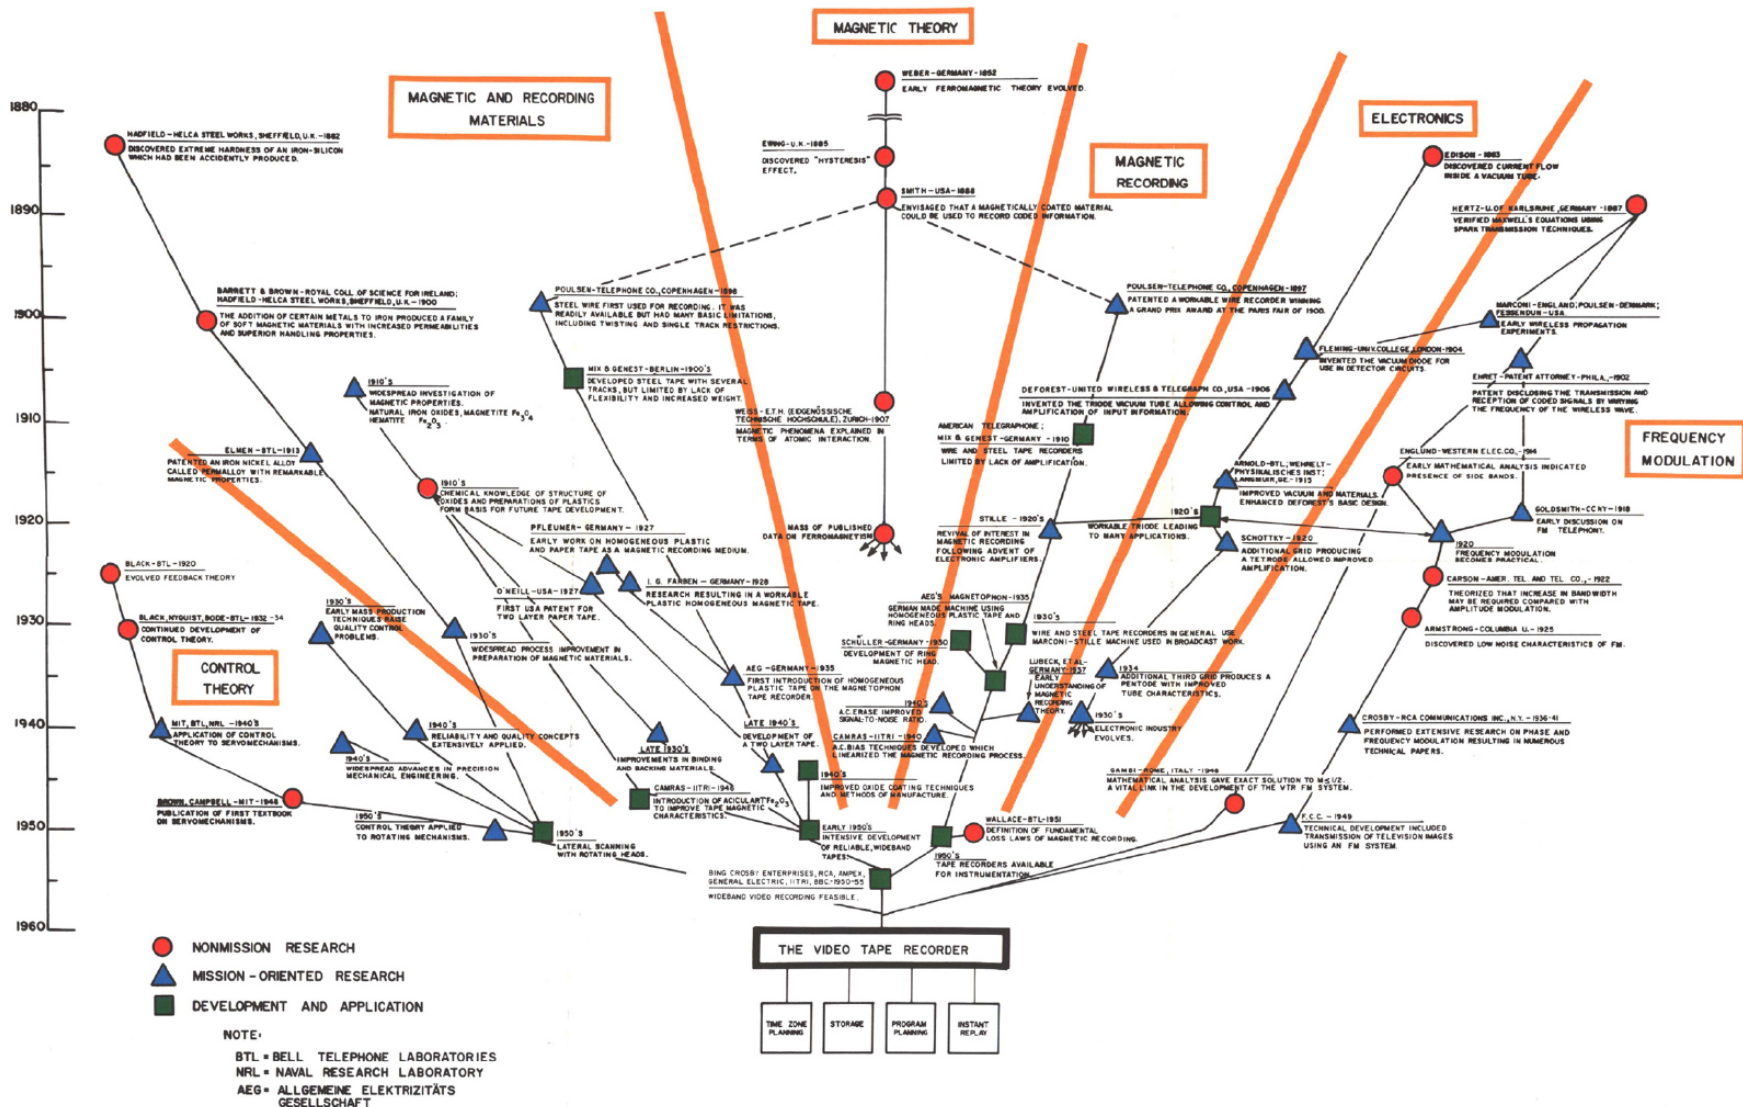 MAGNETIC THEORY
WEBER-GERMANY-1852
EARLY FERROMAGNETIC THEORY EVOLVED.
EWING-U.K.-1885
DISCOVERED "HYSTERESIS"
EFFECT.
SMITH-USA-1888
ENVISAGED THAT A MAGNETICALLY COATED MATERIAL
COULD BE USED TO RECORD CODED INFORMATION.
WEISS-E.T.H. (EIDGENÖSSISCHE
TECHNISCHE HOCHSCHULE), ZURICH-1907
MAGNETIC PHENOMENA EXPLAINED IN
TERMS OF ATOMIC INTERACTION.
MASS OF PUBLISHED
DATA ON FERROMAGNETISM
1880
1890
1900
1910
1920
1930
1940
1950
1960
MAGNETIC AND RECORDING
MATERIALS
HADFIELD-HELCA STEEL WORKS, SHEFFIELD, U.K.-1882
DISCOVERED EXTREME HARDNESS OF AN IRON-SILICON
WHICH HAD BEEN ACCIDENTLY PRODUCED.
BARRETT & BROWN-ROYAL COLL OF SCIENCE FOR IRELAND;
HADFIELD-HELCA STEEL WORKS, SHEFFIELD, U.K.-1900
THE ADDITION OF CERTAIN METALS TO IRON PRODUCED A FAMILY
OF SOFT MAGNETIC MATERIALS WITH INCREASED PERMEABILITIES
AND SUPERIOR HANDLING PROPERTIES.
POULSEN-TELEPHONE CO., COPENHAGEN-1898
STEEL WIRE FIRST USED FOR RECORDING. IT WAS
READILY AVAILABLE BUT HAD MANY BASIC LIMITATIONS,
INCLUDING TWISTING AND SINGLE TRACK RESTRICTIONS.
MIX & GENEST-BERLIN-1900'S
DEVELOPED STEEL TAPE WITH SEVERAL
TRACKS, BUT LIMITED BY LACK OF
FLEXIBILITY AND INCREASED WEIGHT.
1910'S
WIDESPREAD INVESTIGATION OF
MAGNETIC PROPERTIES.
NATURAL IRON OXIDES, MAGNETITE Fe3O4
HEMATITE Fe2O3
ELMEN-BTL-1913
PATENTED AN IRON NICKEL ALLOY
CALLED PERMALLOY WITH REMARKABLE
MAGNETIC PROPERTIES.
1910'S
CHEMICAL KNOWLEDGE OF STRUCTURE OF
OXIDES AND PREPARATIONS OF PLASTICS
FORM BASIS FOR FUTURE TAPE DEVELOPMENT.
PFLEUMER-GERMANY-1927
EARLY WORK ON HOMOGENEOUS PLASTIC
AND PAPER TAPE AS A MAGNETIC RECORDING MEDIUM.
O'NEILL-USA-1927
FIRST USA PATENT FOR
TWO LAYER PAPER TAPE.
I. G. FARBEN-GERMANY-1928
RESEARCH RESULTING IN A WORKABLE
PLASTIC HOMOGENEOUS MAGNETIC TAPE.
1930'S
WIDESPREAD PROCESS IMPROVEMENT IN
PREPARATION OF MAGNETIC MATERIALS.
AEG-GERMANY-1935
FIRST INTRODUCTION OF HOMOGENEOUS
PLASTIC TAPE ON THE MAGNETOPHON
TAPE RECORDER.
LATE 1940'S
DEVELOPMENT OF
A TWO LAYER TAPE.
LATE 1930'S
IMPROVEMENTS IN BINDING
AND BACKING MATERIALS.
CAMRAS-IITRI-1946
INTRODUCTION OF ACICULAR Fe2O3
TO IMPROVE TAPE MAGNETIC
CHARACTERISTICS.
1940'S
IMPROVED OXIDE COATING TECHNIQUES
AND METHODS OF MANUFACTURE.
EARLY 1950'S
INTENSIVE DEVELOPMENT
OF RELIABLE, WIDEBAND
TAPES.
CONTROL
THEORY
BLACK-BTL-1920
EVOLVED FEEDBACK THEORY
BLACK, NYQUIST, BODE-BTL-1932-34
CONTINUED DEVELOPMENT OF
CONTROL THEORY.
1930'S
EARLY MASS PRODUCTION
TECHNIQUES RAISE
QUALITY CONTROL
PROBLEMS.
MIT, BTL, NRL-1940'S
APPLICATION OF CONTROL
THEORY TO SERVOMECHANISMS.
1940'S
RELIABILITY AND QUALITY CONCEPTS
EXTENSIVELY APPLIED.
1940'S
WIDESPREAD ADVANCES IN PRECISION
MECHANICAL ENGINEERING.
BROWN, CAMPBELL-MIT-1948
PUBLICATION OF FIRST TEXTBOOK
ON SERVOMECHANISMS.
1950'S
CONTROL THEORY APPLIED
TO ROTATING MECHANISMS.
1950'S
LATERAL SCANNING
WITH ROTATING HEADS.
MAGNETIC
RECORDING
POULSEN-TELEPHONE CO., COPENHAGEN-1897
PATENTED A WORKABLE WIRE RECORDER WINNING
A GRAND PRIX AWARD AT THE PARIS FAIR OF 1900.
AMERICAN TELEGRAPHONE;
MIX & GENEST-GERMANY-1910
WIRE AND STEEL TAPE RECORDERS
LIMITED BY LACK OF AMPLIFICATION.
STILLE-1920'S
REVIVAL OF INTEREST IN
MAGNETIC RECORDING
FOLLOWING ADVENT OF
ELECTRONIC AMPLIFIERS.
AEG'S MAGNETOPHON-1935
GERMAN MADE MACHINE USING
HOMOGENEOUS PLASTIC TAPE AND
RING HEADS.
1930'S
WIRE AND STEEL TAPE RECORDERS IN GENERAL USE
MARCONI-STILLE MACHINE USED IN BROADCAST WORK.
SCHÜLLER-GERMANY-1930
DEVELOPMENT OF RING
MAGNETIC HEAD.
LUBECK, ET AL-
GERMANY-1937
EARLY
UNDERSTANDING OF
MAGNETIC
RECORDING
THEORY.
1940'S
A.C. ERASE IMPROVED
SIGNAL-TO-NOISE RATIO.
CAMRAS-IITRI-1940
A.C. BIAS TECHNIQUES DEVELOPED WHICH
LINEARIZED THE MAGNETIC RECORDING PROCESS.
WALLACE-BTL-1951
DEFINITION OF FUNDAMENTAL
LOSS LAWS OF MAGNETIC RECORDING.
1950'S
TAPE RECORDERS AVAILABLE
FOR INSTRUMENTATION
ELECTRONICS
EDISON-1883
DISCOVERED CURRENT FLOW
INSIDE A VACUUM TUBE.
FLEMING-UNIV. COLLEGE, LONDON-1904
INVENTED THE VACUUM DIODE FOR
USE IN DETECTOR CIRCUITS.
DEFOREST-UNITED WIRELESS & TELEGRAPH CO., USA-1906
INVENTED THE TRIODE VACUUM TUBE ALLOWING CONTROL AND
AMPLIFICATION OF INPUT INFORMATION.
ARNOLD-BTL; WEHNELT-
PHYSIKALISCHES INST;
LANGMUIR, GE.-1915
IMPROVED VACUUM AND MATERIALS
ENHANCED DEFOREST'S BASIC DESIGN.
1920'S
WORKABLE TRIODE LEADING
TO MANY APPLICATIONS.
SCHOTTKY-1920
ADDITIONAL GRID PRODUCING
A TETRODE ALLOWED IMPROVED
AMPLIFICATION.
1934
ADDITIONAL THIRD GRID PRODUCES A
PENTODE WITH IMPROVED
TUBE CHARACTERISTICS.
1930'S
ELECTRONIC INDUSTRY
EVOLVES.
FREQUENCY
MODULATION
HERTZ-U. OF KARLSRUHE, GERMANY-1887
VERIFIED MAXWELL'S EQUATIONS USING
SPARK TRANSMISSION TECHNIQUES.
MARCONI-ENGLAND; POULSEN-DENMARK;
FESSENDUN-USA
EARLY WIRELESS PROPAGATION
EXPERIMENTS.
EHRET-PATENT ATTORNEY-PHILA.,-1902
PATENT DISCLOSING THE TRANSMISSION AND
RECEPTION OF CODED SIGNALS BY VARYING
THE FREQUENCY OF THE WIRELESS WAVE.
ENGLUND-WESTERN ELEC. CO.,-1914
EARLY MATHEMATICAL ANALYSIS INDICATED
PRESENCE OF SIDE BANDS.
GOLDSMITH-CCNY-1918
EARLY DISCUSSION ON
FM TELEPHONY.
1920
FREQUENCY MODULATION
BECOMES PRACTICAL.
CARSON-AMER. TEL AND TEL CO.,-1922
THEORIZED THAT INCREASE IN BANDWIDTH
MAY BE REQUIRED COMPARED WITH
AMPLITUDE MODULATION.
ARMSTRONG-COLUMBIA U.-1925
DISCOVERED LOW NOISE CHARACTERISTICS OF FM.
CROSBY-RCA COMMUNICATIONS INC., N.Y.-1936-41
PERFORMED EXTENSIVE RESEARCH ON PHASE AND
FREQUENCY MODULATION RESULTING IN NUMEROUS
TECHNICAL PAPERS.
GAMBI-ROME, ITALY-1948
MATHEMATICAL ANALYSIS GAVE EXACT SOLUTION TO M≤1/2.
A VITAL LINK IN THE DEVELOPMENT OF THE VTR FM SYSTEM.
F.C.C.-1949
TECHNICAL DEVELOPMENT INCLUDED
TRANSMISSION OF TELEVISION IMAGES
USING AN FM SYSTEM.
BING CROSBY ENTERPRISES, RCA, AMPEX,
GENERAL ELECTRIC, IITRI, BBC-1950-55
WIDEBAND VIDEO RECORDING FEASIBLE.
THE VIDEO TAPE RECORDER
TIME ZONE
PLANNING
STORAGE
PROGRAM
PLANNING
INSTANT
REPLAY
NONMISSION RESEARCH
MISSION-ORIENTED RESEARCH
DEVELOPMENT AND APPLICATION
NOTE:
BTL = BELL TELEPHONE LABORATORIES
NRL = NAVAL RESEARCH LABORATORY
AEG = ALLGEMEINE ELEKTRIZITÄTS
GESELLSCHAFT